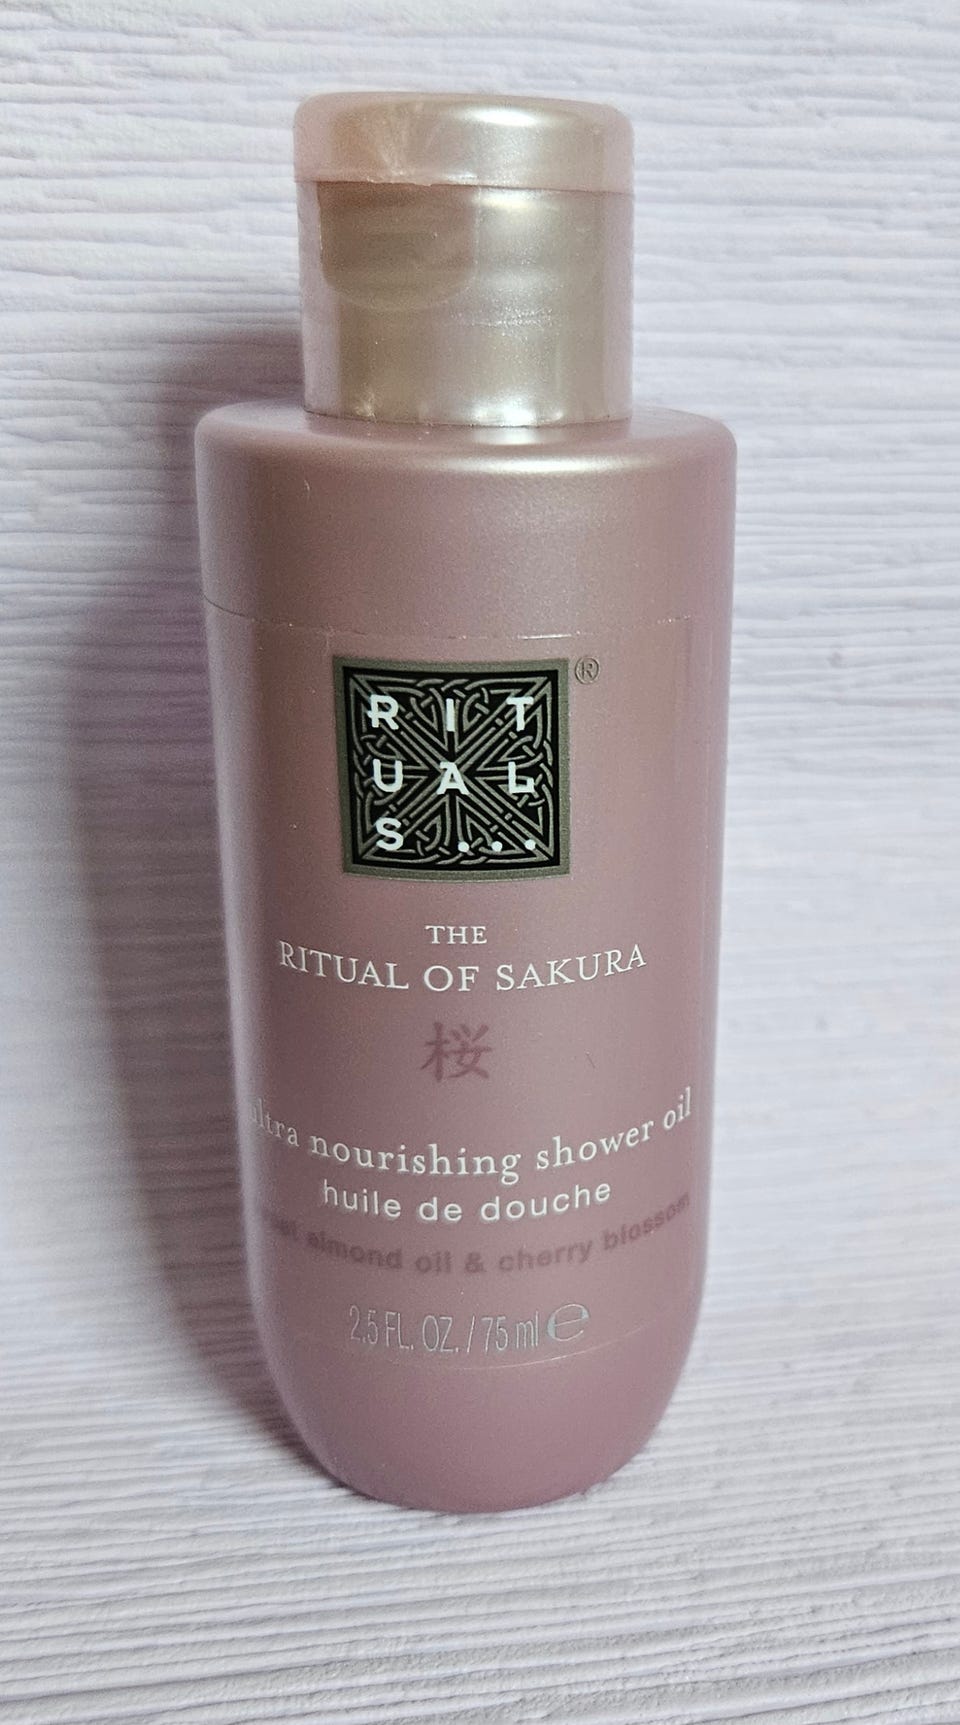 RIT
UAL
S...
®
THE
RITUAL OF SAKURA
桜
ultra nourishing shower oil
huile de douche
almond oil & cherry blossom
2.5 FL. OZ. / 75 ml ℮